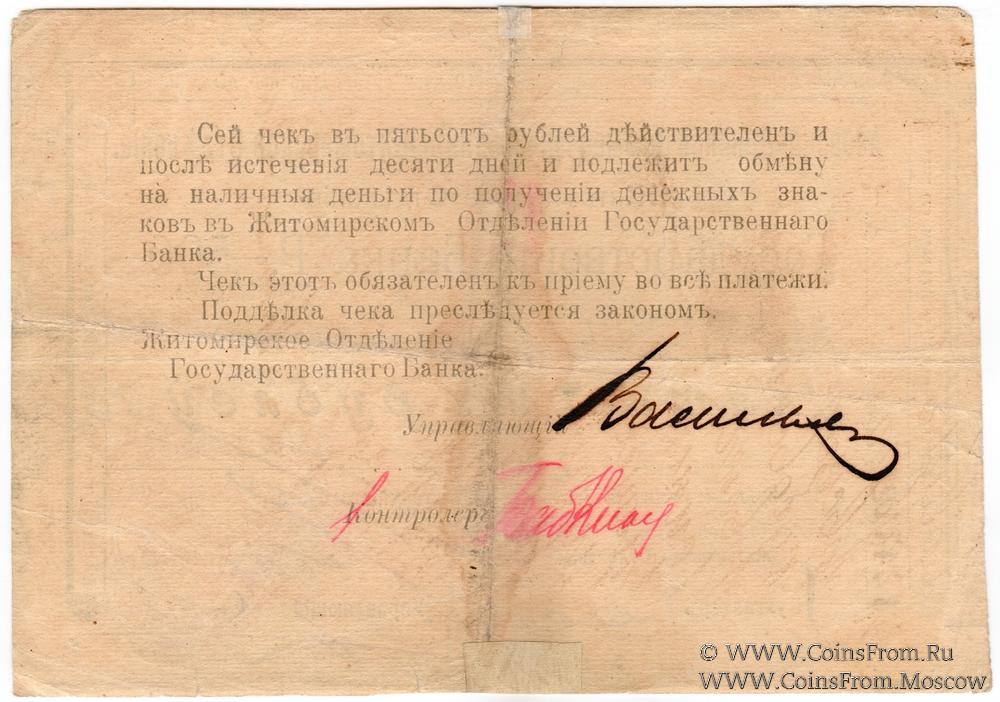 Сей чекъ въ пятьсотъ рублей дѣйствителенъ и
послѣ истеченія десяти дней и подлежитъ обмѣну
на наличныя деньги по полученіи денежныхъ зна-
ковъ въ Житомирскомъ Отдѣленіи Государственнаго
Банка.
Чекъ этотъ обязателенъ къ пріему во всѣ платежи.
Поддѣлка чека преслѣдуется закономъ.
Житомирское Отдѣленіе
Государственнаго Банка.
Управляющій Васильев
Контролеръ
© WWW.CoinsFrom.Ru
WWW.CoinsFrom.Moscow